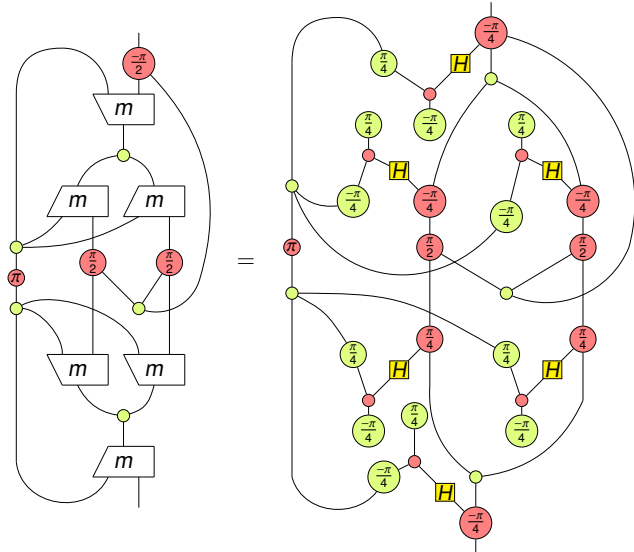 -π/4
-π/2 π/4 H
m
-π/4 π/4 π/4
H H
m m -π/4 -π/4 -π/4 -π/4
π/2 π/2 = π π/2 π/2
π
π/4 π/4 π/4 π/4
m m H H
π/4
-π/4 -π/4
m -π/4
H
-π/4